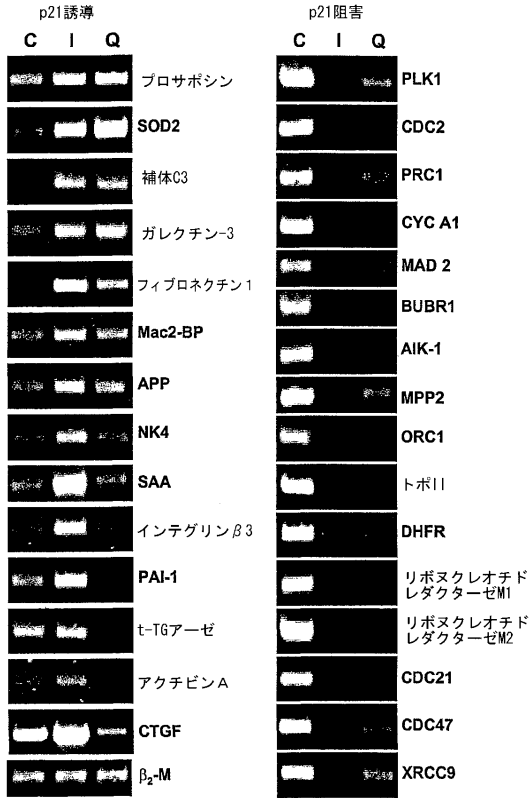 p21誘導
C I Q
プロサポシン
SOD2
補体C3
ガレクチン-3
フィブロネクチン1
Mac2-BP
APP
NK4
SAA
インテグリンβ3
PAI-1
t-TGアーゼ
アクチビンA
CTGF
β₂-M
p21阻害
C I Q
PLK1
CDC2
PRC1
CYC A1
MAD 2
BUBR1
AIK-1
MPP2
ORC1
トポII
DHFR
リボヌクレオチド
レダクターゼM1
リボヌクレオチド
レダクターゼM2
CDC21
CDC47
XRCC9